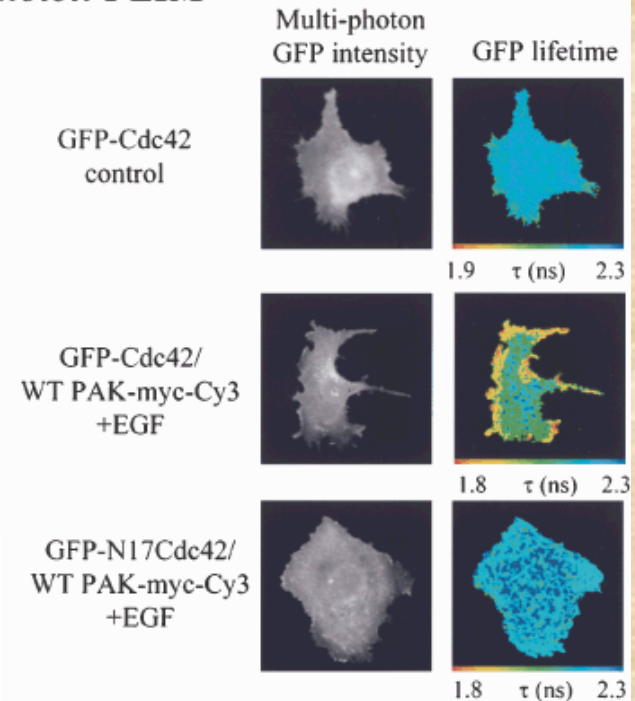 Multi-photon
GFP intensity
GFP lifetime
GFP-Cdc42
control
1.9 τ (ns) 2.3
GFP-Cdc42/
WT PAK-myc-Cy3
+EGF
1.8 τ (ns) 2.3
GFP-N17Cdc42/
WT PAK-myc-Cy3
+EGF
1.8 τ (ns) 2.3